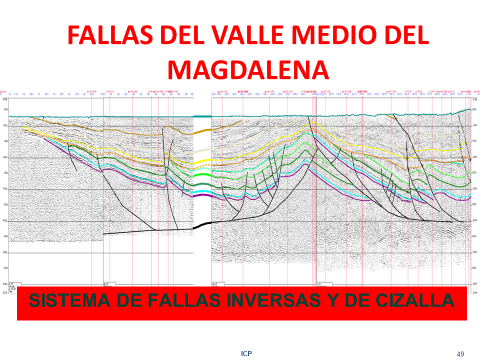 FALLAS DEL VALLE MEDIO DEL
MAGDALENA
SISTEMA DE FALLAS INVERSAS Y DE CIZALLA
ICP
49